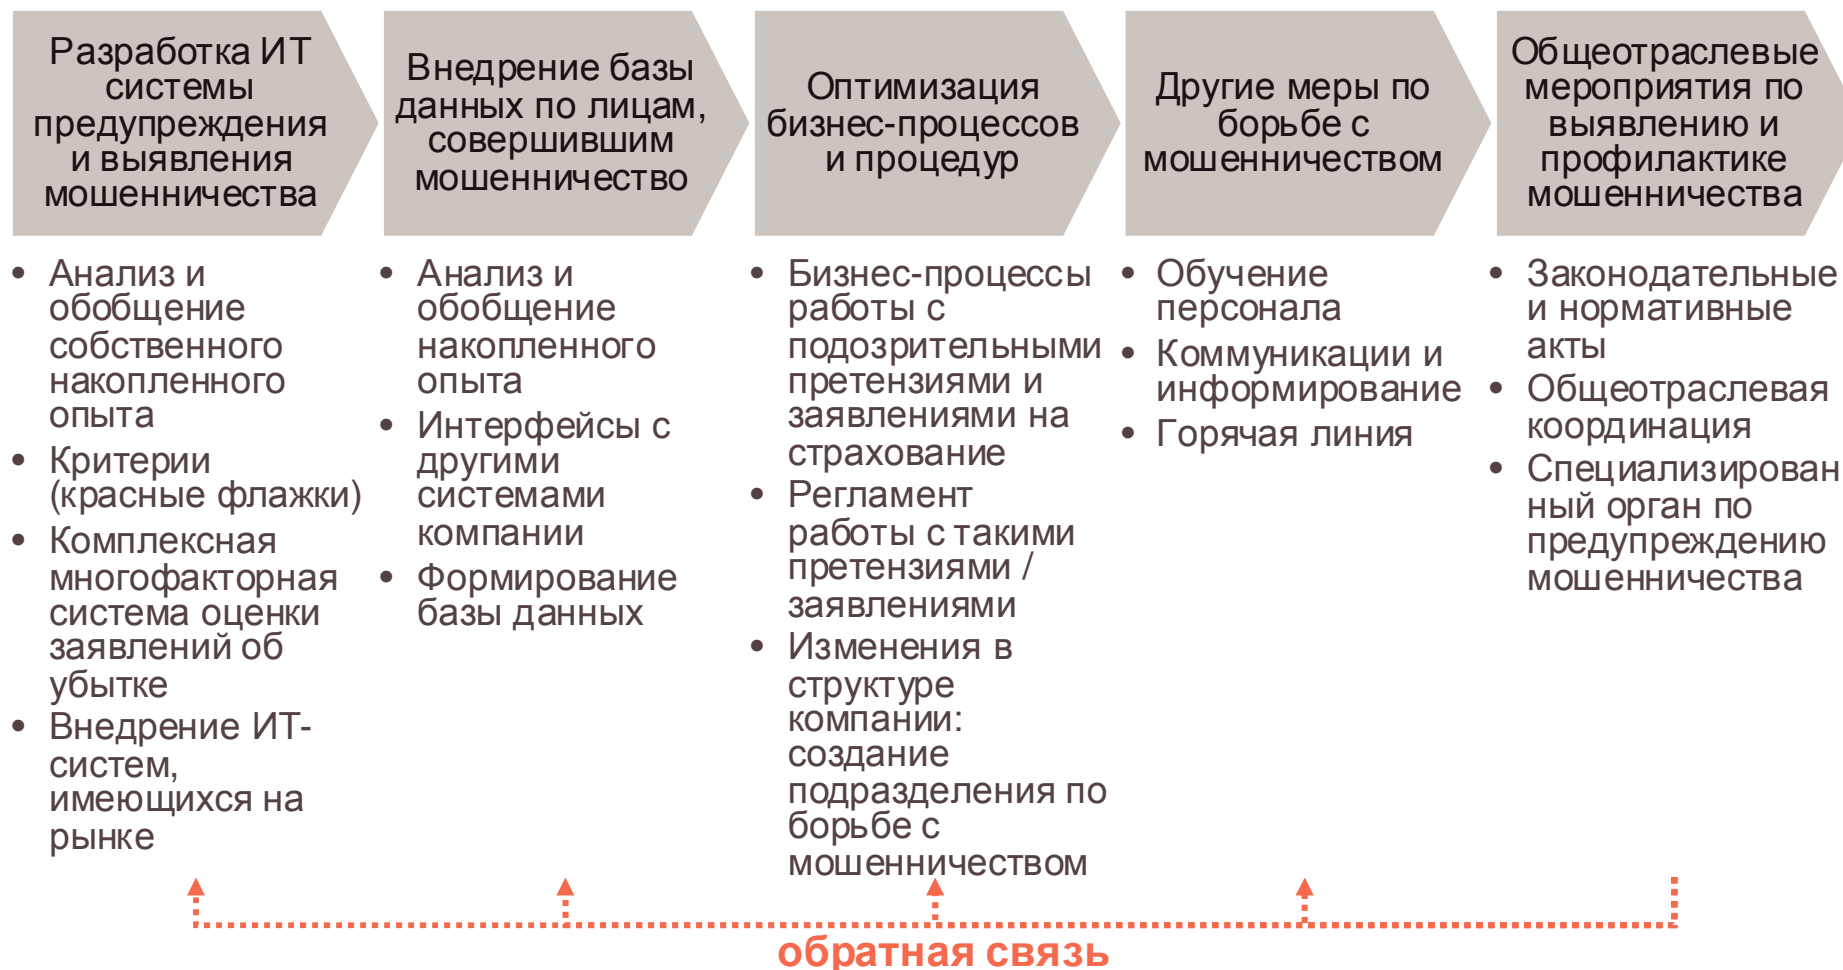 Разработка ИТ
системы
предупреждения
и выявления
мошенничества
Внедрение базы
данных по лицам,
совершившим
мошенничество
Оптимизация
бизнес-процессов
и процедур
Другие меры по
борьбе с
мошенничеством
Общеотраслевые
мероприятия по
выявлению и
профилактике
мошенничества
• Анализ и
обобщение
собственного
накопленного
опыта
• Критерии
(красные флажки)
• Комплексная
многофакторная
система оценки
заявлений об
убытке
• Внедрение ИТ-
систем,
имеющихся на
рынке
• Анализ и
обобщение
накопленного
опыта
• Интерфейсы с
другими
системами
компании
• Формирование
базы данных
• Бизнес-процессы
работы с
подозрительными
претензиями и
заявлениями на
страхование
• Регламент
работы с такими
претензиями /
заявлениями
• Изменения в
структуре
компании:
создание
подразделения по
борьбе с
мошенничеством
• Обучение
персонала
• Коммуникации и
информирование
• Горячая линия
• Законодательные
и нормативные
акты
• Общеотраслевая
координация
• Специализирован
ный орган по
предупреждению
мошенничества
обратная связь